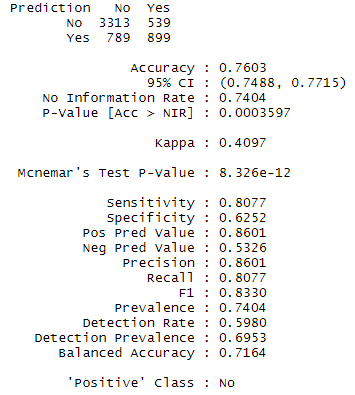 Prediction No Yes
No 3313 539
Yes 789 899
Accuracy : 0.7603
95% CI : (0.7488, 0.7715)
No Information Rate : 0.7404
P-Value [Acc > NIR] : 0.0003597
Kappa : 0.4097
Mcnemar's Test P-Value : 8.326e-12
Sensitivity : 0.8077
Specificity : 0.6252
Pos Pred Value : 0.8601
Neg Pred Value : 0.5326
Precision : 0.8601
Recall : 0.8077
F1 : 0.8330
Prevalence : 0.7404
Detection Rate : 0.5980
Detection Prevalence : 0.6953
Balanced Accuracy : 0.7164
'Positive' Class : No